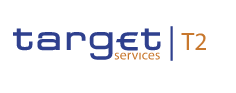 target | T2
services